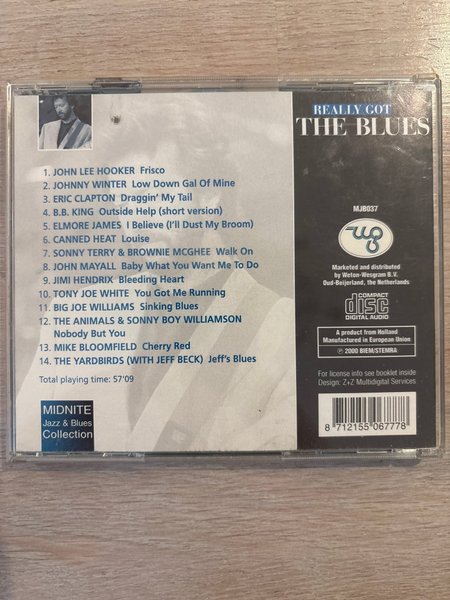 1. JOHN LEE HOOKER Frisco
2. JOHNNY WINTER Low Down Gal Of Mine
3. ERIC CLAPTON Draggin' My Tail
4. B.B. KING Outside Help (short version)
5. ELMORE JAMES I Believe (I'll Dust My Broom)
6. CANNED HEAT Louise
7. SONNY TERRY & BROWNIE MCGHEE Walk On
8. JOHN MAYALL Baby What You Want Me To Do
9. JIMI HENDRIX Bleeding Heart
10. TONY JOE WHITE You Got Me Running
11. BIG JOE WILLIAMS Sinking Blues
12. THE ANIMALS & SONNY BOY WILLIAMSON
Nobody But You
13. MIKE BLOOMFIELD Cherry Red
14. THE YARDBIRDS (WITH JEFF BECK) Jeff's Blues
Total playing time: 57'09
MIDNITE
Jazz & Blues
Collection
REALLY GOT
THE BLUES
MJB037
wg
Marketed and distributed
by Weton-Wesgram B.V.
Oud-Beijerland, the Netherlands
COMPACT
disc
DIGITAL AUDIO
A product from Holland
Manufactured in European Union
℗ 2000 BIEM/STEMRA
For license info see booklet inside
Design: Z+Z Multidigital Services
8 712155 067778